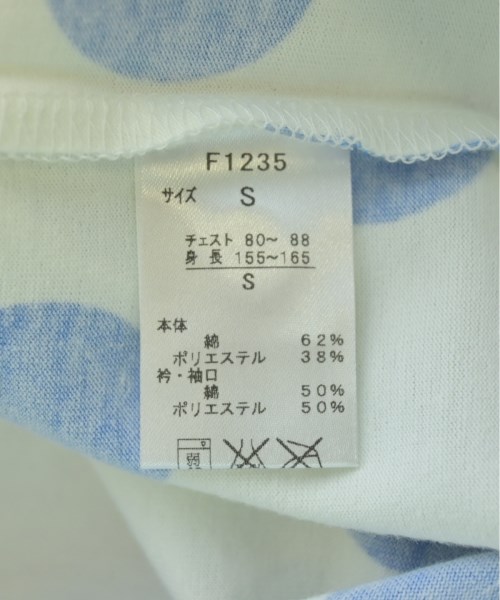 F1235
サイズ S
チェスト 80～ 88
身長 155～165
S
本体
綿 62%
ポリエステル 38%
衿・袖口
綿 50%
ポリエステル 50%
弱